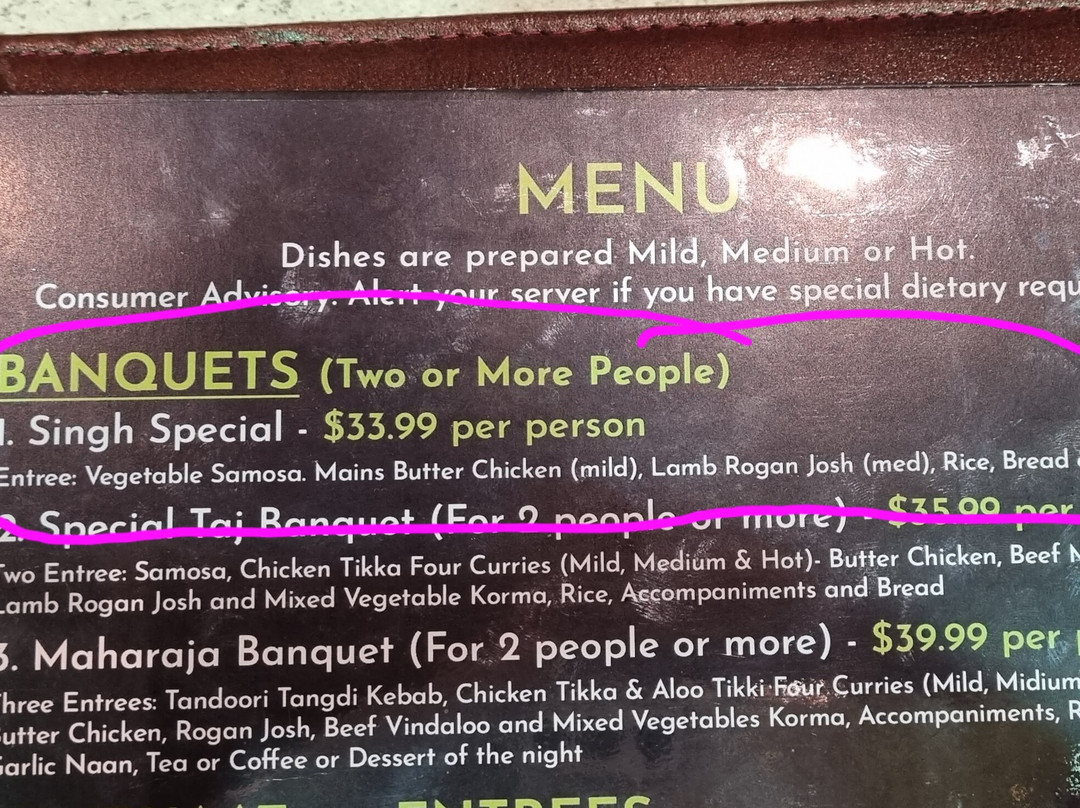 MENU
Dishes are prepared Mild, Medium or Hot.
Consumer Advisory: Alert your server if you have special dietary requ
BANQUETS (Two or More People)
1. Singh Special - $33.99 per person
Entree: Vegetable Samosa. Mains Butter Chicken (mild), Lamb Rogan Josh (med), Rice, Bread
2. Special Taj Banquet (For 2 people or more) - $35.99 per
Two Entree: Samosa, Chicken Tikka Four Curries (Mild, Medium & Hot)- Butter Chicken, Beef
Lamb Rogan Josh and Mixed Vegetable Korma, Rice, Accompaniments and Bread
3. Maharaja Banquet (For 2 people or more) - $39.99 per
Three Entrees: Tandoori Tangdi Kebab, Chicken Tikka & Aloo Tikki Four Curries (Mild, Midium
Butter Chicken, Rogan Josh, Beef Vindaloo and Mixed Vegetables Korma, Accompaniments,
Garlic Naan, Tea or Coffee or Dessert of the night
ENTREES